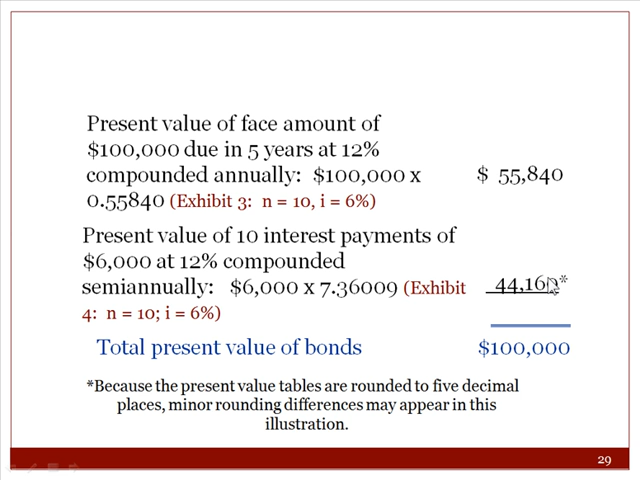 Present value of face amount of
$100,000 due in 5 years at 12%
compounded annually: $100,000 x $ 55,840
0.55840 (Exhibit 3: n = 10, i = 6%)
Present value of 10 interest payments of
$6,000 at 12% compounded
semiannually: $6,000 x 7.36009 (Exhibit 44,160*
4: n = 10; i = 6%)
Total present value of bonds $100,000
*Because the present value tables are rounded to five decimal
places, minor rounding differences may appear in this
illustration.
29